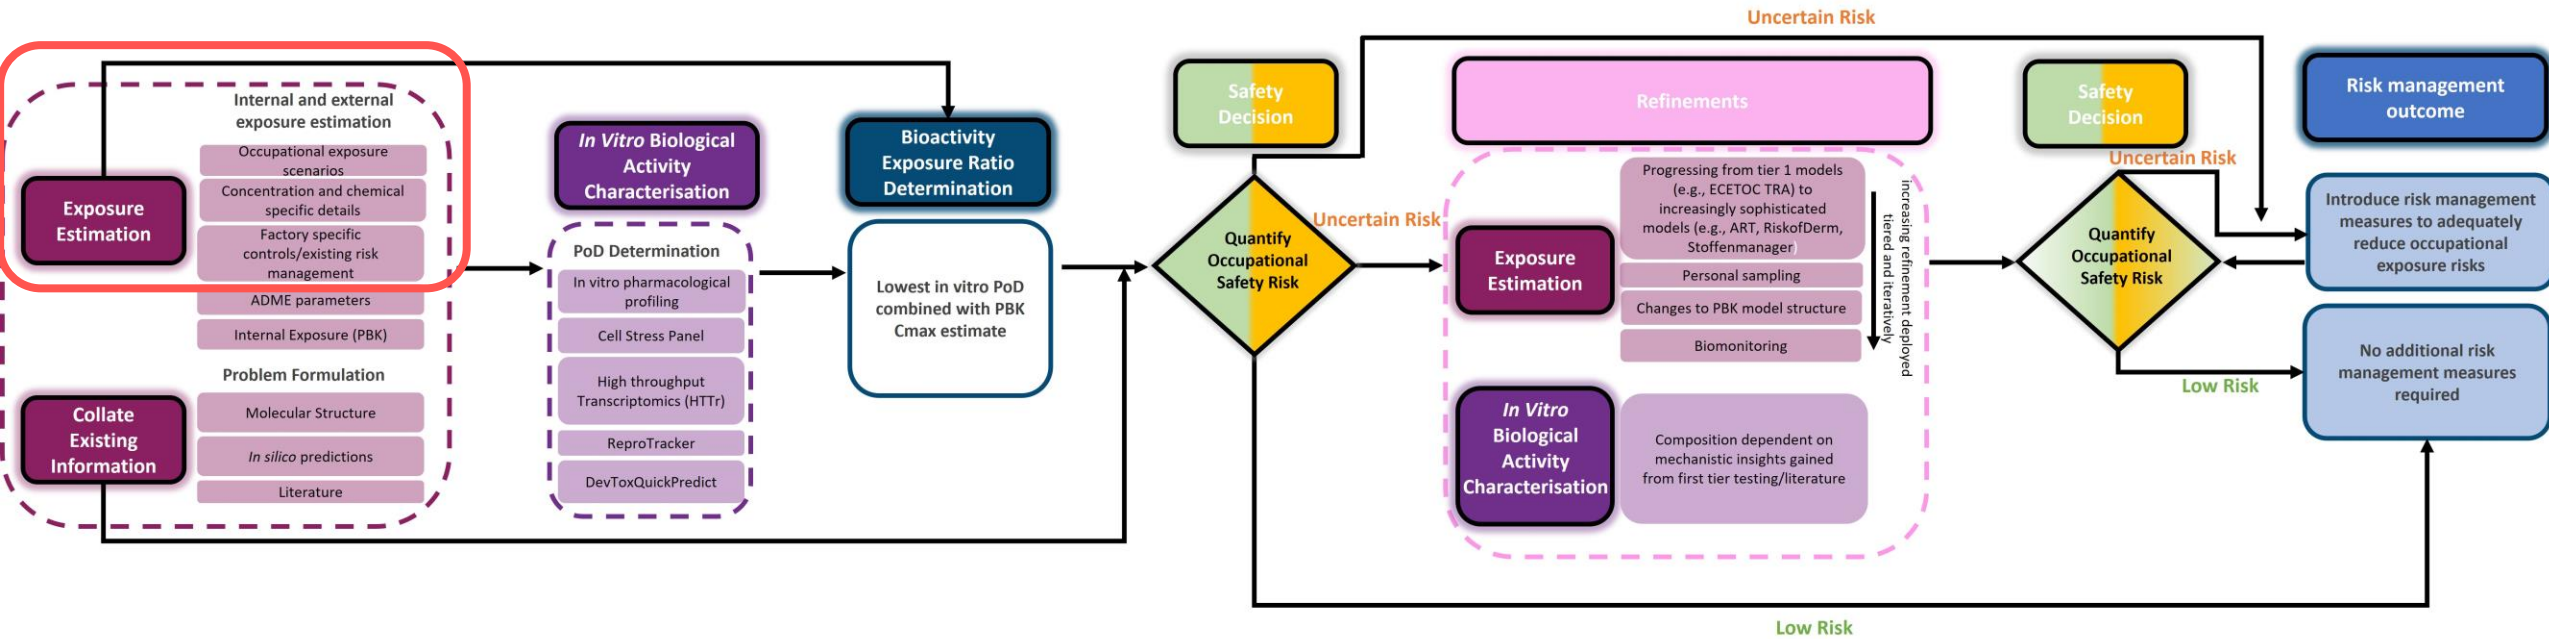 Uncertain Risk
Internal and external
exposure estimation
Occupational exposure
scenarios
Concentration and chemical
specific details
Factory specific
controls/existing risk
management
ADME parameters
Internal Exposure (PBK)
Exposure
Estimation
Problem Formulation
Molecular Structure
In silico predictions
Literature
Collate
Existing
Information
In Vitro Biological
Activity
Characterisation
PoD Determination
In vitro pharmacological
profiling
Cell Stress Panel
High throughput
Transcriptomics (HTTr)
ReproTracker
DevToxQuickPredict
Bioactivity
Exposure Ratio
Determination
Lowest in vitro PoD
combined with PBK
Cmax estimate
Safety
Decision
Quantify
Occupational
Safety Risk
Uncertain Risk
Refinements
Exposure
Estimation
Progressing from tier 1 models
(e.g., ECETOC TRA) to
increasingly sophisticated
models (e.g., ART, RiskofDerm,
Stoffenmanager)
Personal sampling
Changes to PBK model structure
Biomonitoring
increasing refinement deployed
tiered and iteratively
In Vitro
Biological
Activity
Characterisation
Composition dependent on
mechanistic insights gained
from first tier testing/literature
Safety
Decision
Uncertain Risk
Quantify
Occupational
Safety Risk
Low Risk
Risk management
outcome
Introduce risk management
measures to adequately
reduce occupational
exposure risks
No additional risk
management measures
required
Low Risk